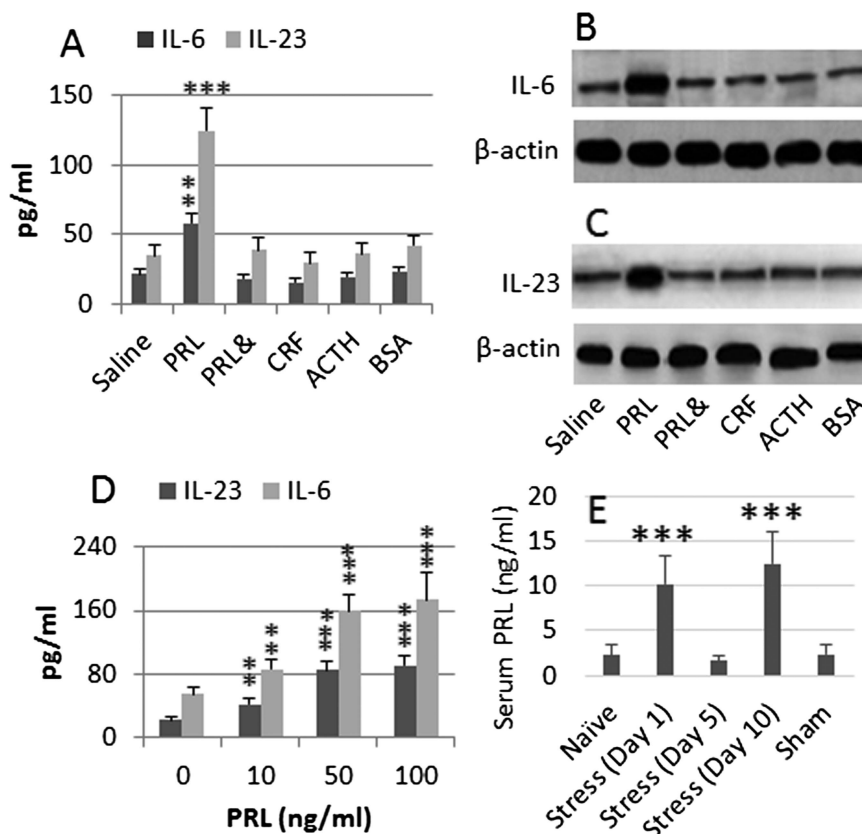 A
IL-6 IL-23
pg/ml
150
100
50
0
***
**
Saline PRL PRL& CRF ACTH BSA
B
IL-6
β-actin
C
IL-23
β-actin
Saline PRL PRL& CRF ACTH BSA
D
IL-23 IL-6
pg/ml
240
160
80
0
** ** *** *** *** ***
0 10 50 100
PRL (ng/ml)
E
Serum PRL (ng/ml)
20
15
10
5
0
*** ***
Naïve Stress (Day 1) Stress (Day 5) Stress (Day 10) Sham